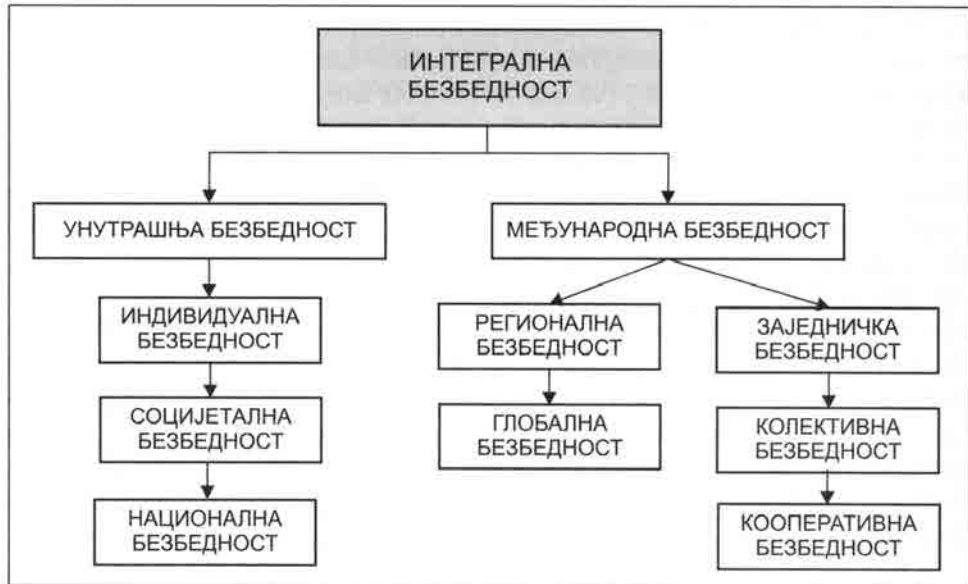 ИНТЕГРАЛНА
БЕЗБЕДНОСТ
УНУТРАШЊА БЕЗБЕДНОСТ
МЕЂУНАРОДНА БЕЗБЕДНОСТ
ИНДИВИДУАЛНА
БЕЗБЕДНОСТ
РЕГИОНАЛНА
БЕЗБЕДНОСТ
ЗАЈЕДНИЧКА
БЕЗБЕДНОСТ
СОЦИЈЕТАЛНА
БЕЗБЕДНОСТ
ГЛОБАЛНА
БЕЗБЕДНОСТ
КОЛЕКТИВНА
БЕЗБЕДНОСТ
НАЦИОНАЛНА
БЕЗБЕДНОСТ
КООПЕРАТИВНА
БЕЗБЕДНОСТ